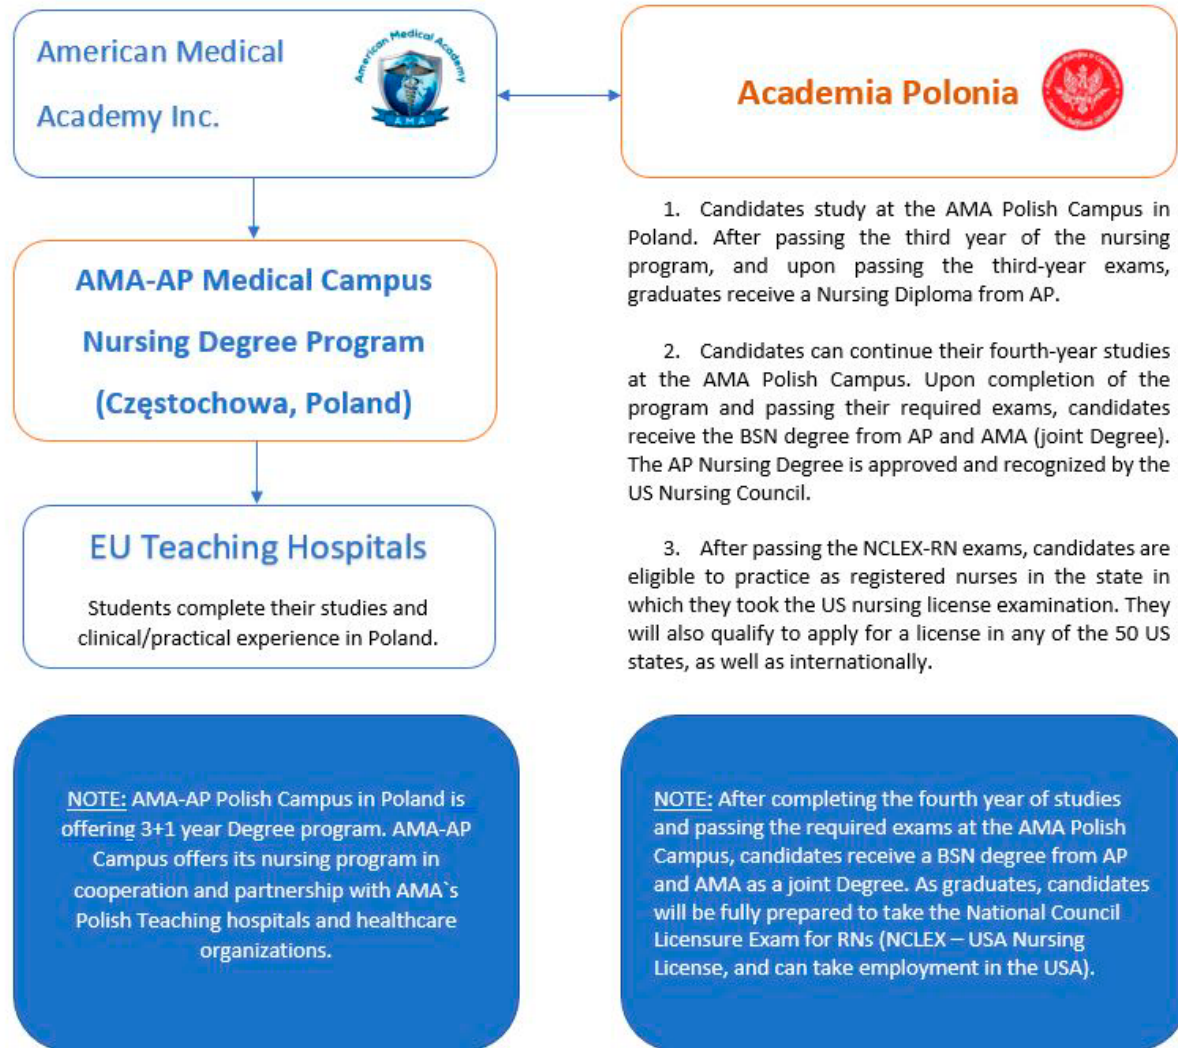 American Medical
Academy Inc.
American Medical Academy
AMA
Academia Polonia
AMA-AP Medical Campus
Nursing Degree Program
(Częstochowa, Poland)
EU Teaching Hospitals
Students complete their studies and
clinical/practical experience in Poland.
1. Candidates study at the AMA Polish Campus in
Poland. After passing the third year of the nursing
program, and upon passing the third-year exams,
graduates receive a Nursing Diploma from AP.
2. Candidates can continue their fourth-year studies
at the AMA Polish Campus. Upon completion of the
program and passing their required exams, candidates
receive the BSN degree from AP and AMA (joint Degree).
The AP Nursing Degree is approved and recognized by the
US Nursing Council.
3. After passing the NCLEX-RN exams, candidates are
eligible to practice as registered nurses in the state in
which they took the US nursing license examination. They
will also qualify to apply for a license in any of the 50 US
states, as well as internationally.
NOTE: AMA-AP Polish Campus in Poland is
offering 3+1 year Degree program. AMA-AP
Campus offers its nursing program in
cooperation and partnership with AMA`s
Polish Teaching hospitals and healthcare
organizations.
NOTE: After completing the fourth year of studies
and passing the required exams at the AMA Polish
Campus, candidates receive a BSN degree from AP
and AMA as a joint Degree. As graduates, candidates
will be fully prepared to take the National Council
Licensure Exam for RNs (NCLEX – USA Nursing
License, and can take employment in the USA).